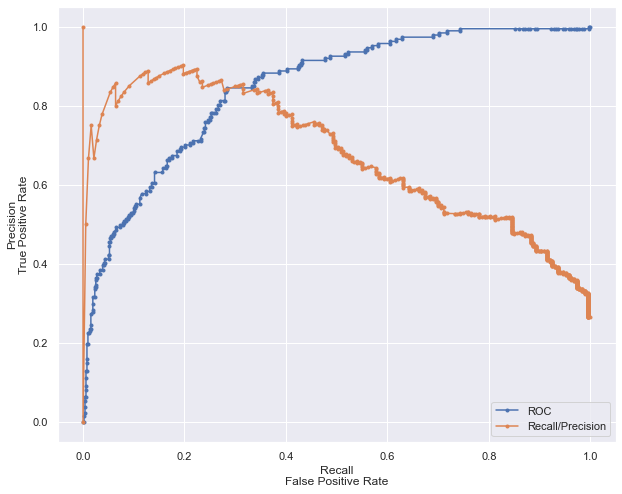 1.0
0.8
0.6
0.4
0.2
0.0
Precision
True Positive Rate
0.0 0.2 0.4 0.6 0.8 1.0
Recall
False Positive Rate
ROC
Recall/Precision